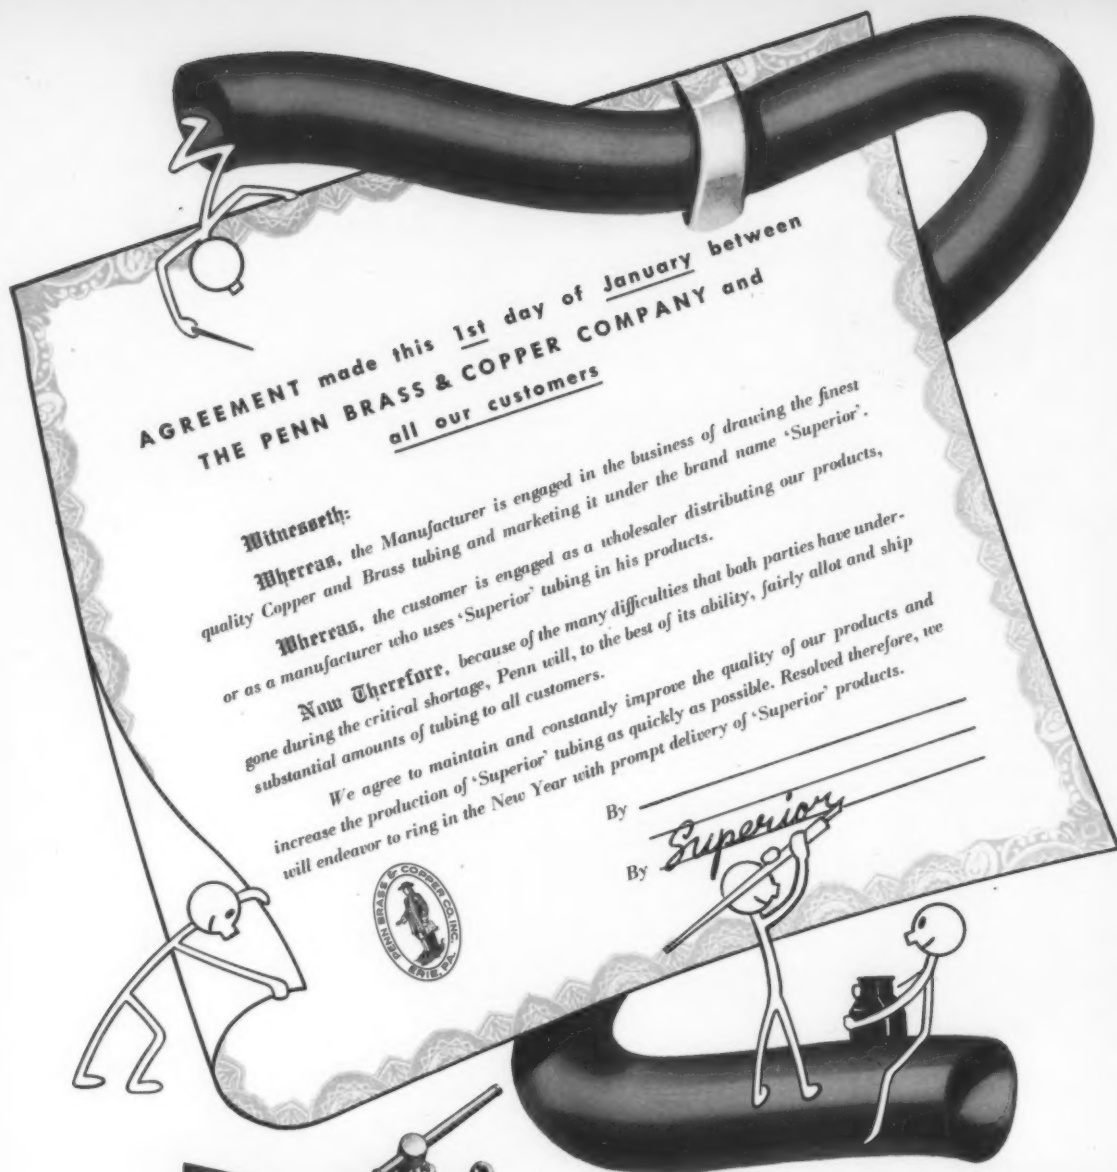 AGREEMENT made this 1st day of January between
THE PENN BRASS & COPPER COMPANY and
all our customers
Witnesseth:
Whereas, the Manufacturer is engaged in the business of drawing the finest
quality Copper and Brass tubing and marketing it under the brand name ‘Superior’.
Whereas, the customer is engaged as a wholesaler distributing our products,
or as a manufacturer who uses ‘Superior’ tubing in his products.
Now Therefore, because of the many difficulties that both parties have under-
gone during the critical shortage, Penn will, to the best of its ability, fairly allot and ship
substantial amounts of tubing to all customers.
We agree to maintain and constantly improve the quality of our products and
increase the production of ‘Superior’ tubing as quickly as possible. Resolved therefore, we
will endeavor to ring in the New Year with prompt delivery of ‘Superior’ products.
By
By Superior
PENN BRASS & COPPER CO. INC.
ERIE, PA.